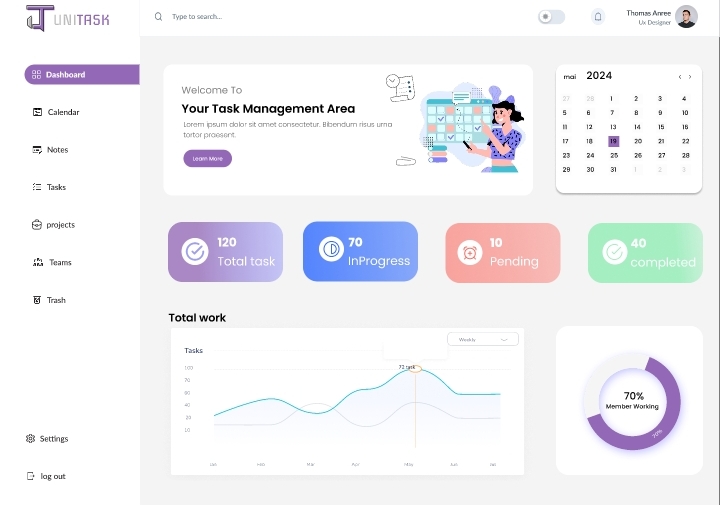 UNITASK
Type to search...
Thomas Anree
Ux Designer
Dashboard
Calendar
Notes
Tasks
projects
Teams
Trash
Settings
log out
Welcome To
Your Task Management Area
Lorem ipsum dolor sit amet consectetur. Bibendum risus urna
tortor praesent.
Learn More
mai 2024 ‹ ›
27 28 1 2 3 4
5 6 7 8 9 10
11 12 13 14 15 16
17 18 19 20 21 22
23 24 25 26 27 28
29 30 31 1 2 3
120
Total task
70
InProgress
10
Pending
40
completed
Total work
Weekly
Tasks
73 task
100
70
60
40
20
10
Jan Feb Mar Apr May Jun Jul
70%
Member Working
70%